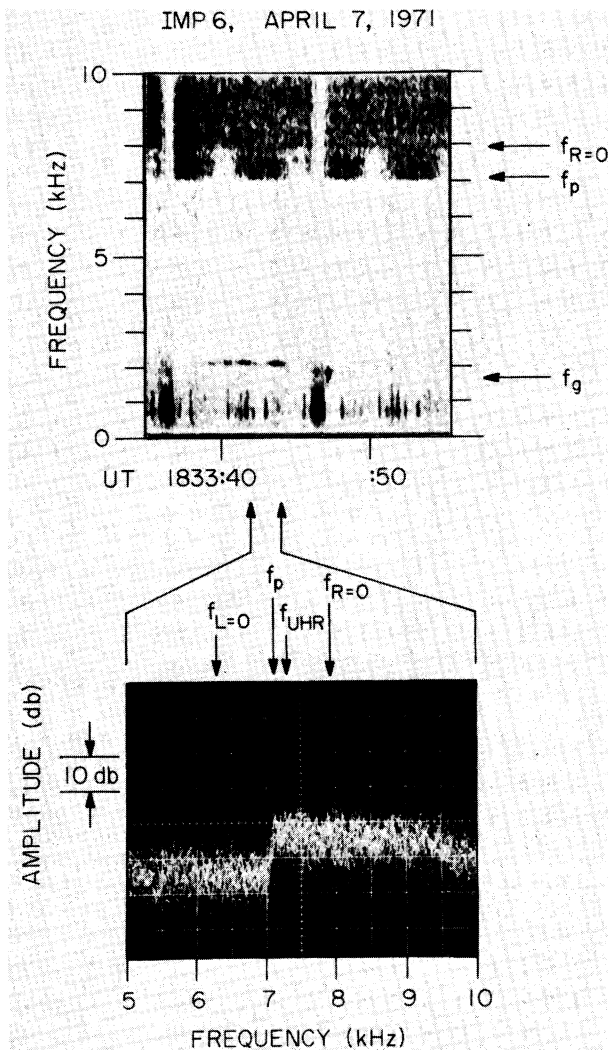 IMP 6, APRIL 7, 1971
FREQUENCY (kHz)
10
5
0
f_R=0
f_p
f_g
UT 1833:40 :50
f_p
f_L=0 f_UHR f_R=0
AMPLITUDE (db)
10 db
5 6 7 8 9 10
FREQUENCY (kHz)